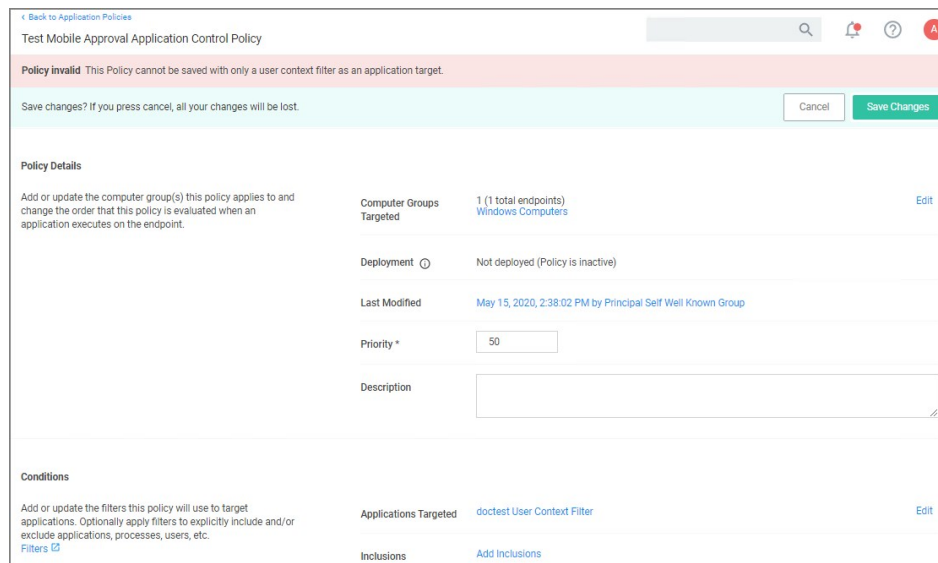 ‹ Back to Application Policies
Test Mobile Approval Application Control Policy
A
Policy invalid This Policy cannot be saved with only a user context filter as an application target.
Save changes? If you press cancel, all your changes will be lost.
Cancel
Save Changes
Policy Details
Add or update the computer group(s) this policy applies to and
change the order that this policy is evaluated when an
application executes on the endpoint.
Computer Groups
Targeted
1 (1 total endpoints)
Windows Computers
Edit
Deployment
Not deployed (Policy is inactive)
Last Modified
May 15, 2020, 2:38:02 PM by Principal Self Well Known Group
Priority *
50
Description
Conditions
Add or update the filters this policy will use to target
applications. Optionally apply filters to explicitly include and/or
exclude applications, processes, users, etc.
Filters
Applications Targeted
doctest User Context Filter
Edit
Inclusions
Add Inclusions